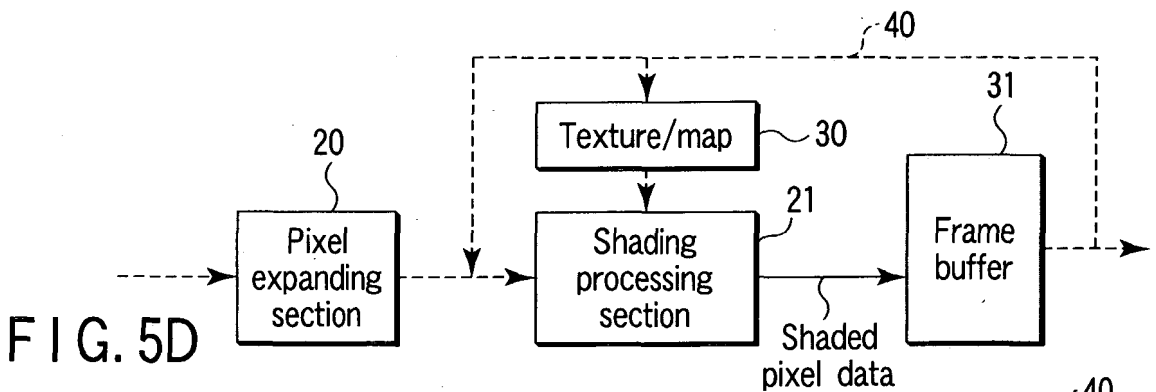 40
31
Texture/map
30
20
21
Pixel
expanding
section
Shading
processing
section
Frame
buffer
FIG. 5D
Shaded
pixel data
40